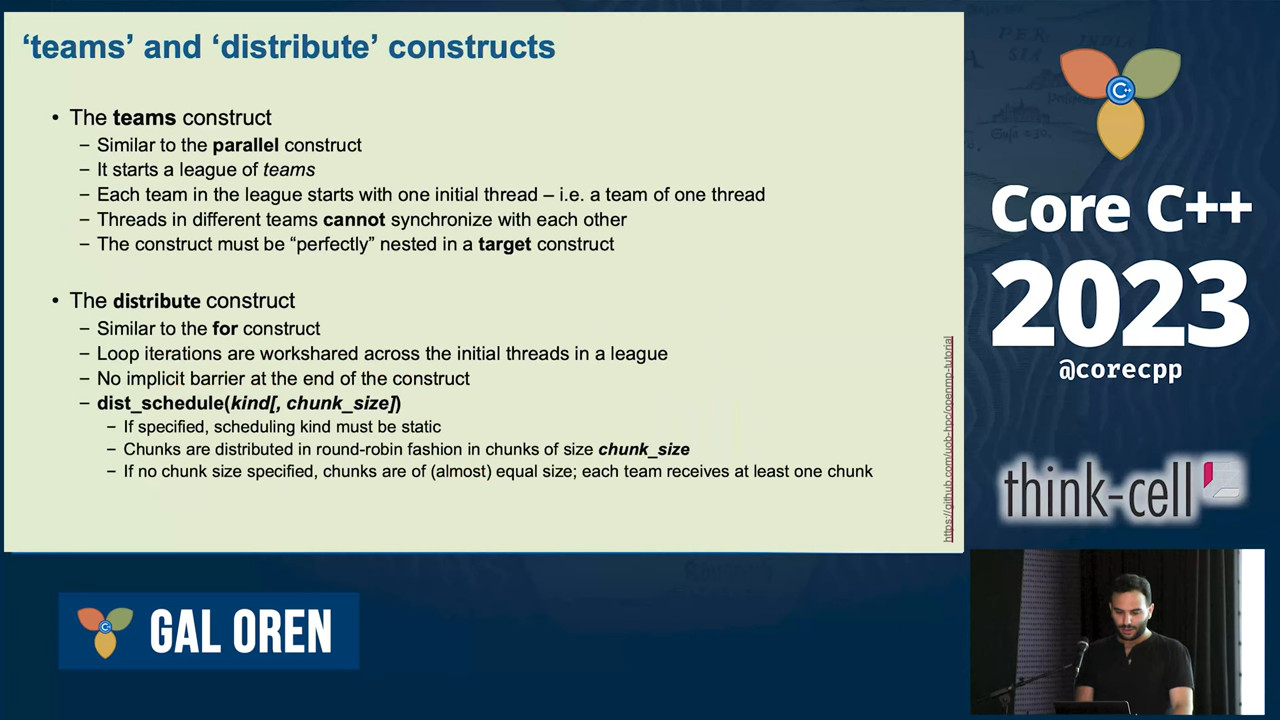 ‘teams’ and ‘distribute’ constructs
• The teams construct
– Similar to the parallel construct
– It starts a league of teams
– Each team in the league starts with one initial thread – i.e. a team of one thread
– Threads in different teams cannot synchronize with each other
– The construct must be “perfectly” nested in a target construct
• The distribute construct
– Similar to the for construct
– Loop iterations are workshared across the initial threads in a league
– No implicit barrier at the end of the construct
– dist_schedule(kind[, chunk_size])
– If specified, scheduling kind must be static
– Chunks are distributed in round-robin fashion in chunks of size chunk_size
– If no chunk size specified, chunks are of (almost) equal size; each team receives at least one chunk
https://github.com/uob-hpc/openmp-tutorial
C++
Core C++
2023
@corecpp
think-cell
GAL OREN